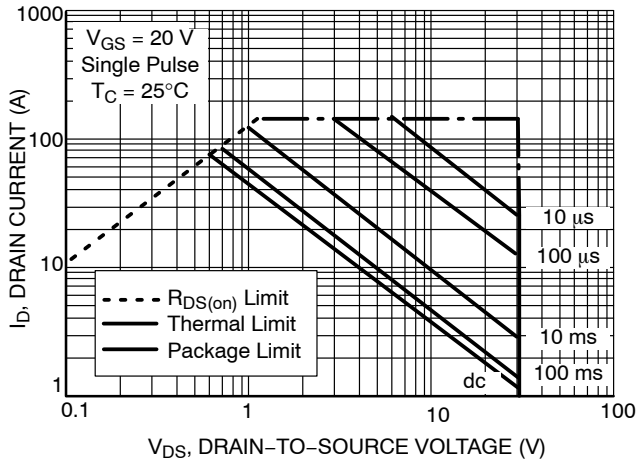 1000
100
10
1
I_D, DRAIN CURRENT (A)
V_GS = 20 V
Single Pulse
T_C = 25°C
10 μs
100 μs
10 ms
100 ms
dc
R_DS(on) Limit
Thermal Limit
Package Limit
0.1
1
10
100
V_DS, DRAIN−TO−SOURCE VOLTAGE (V)